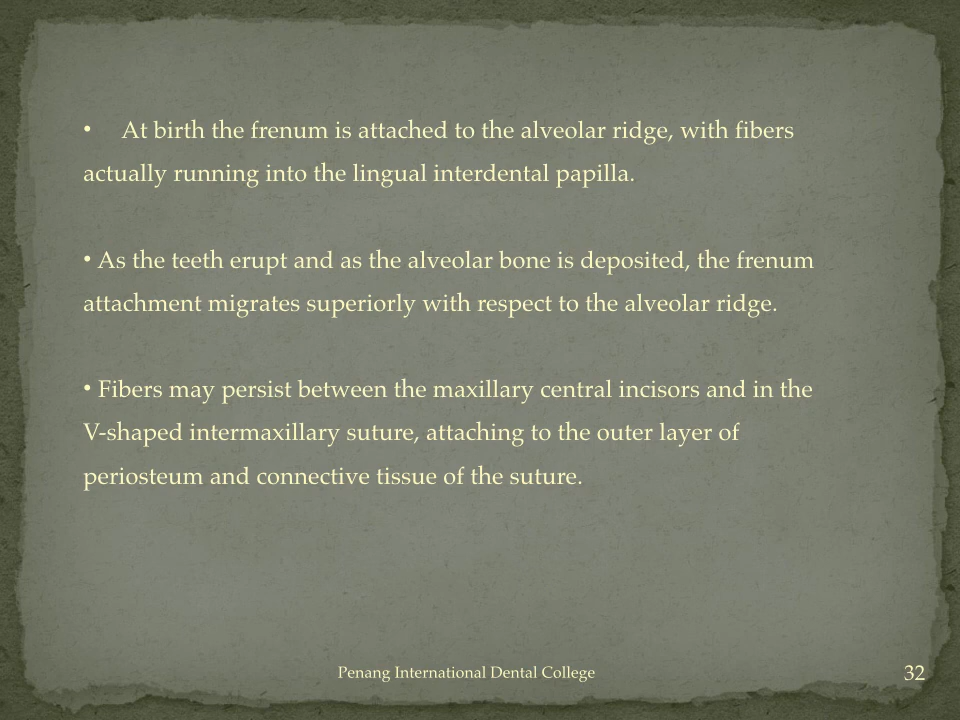 • At birth the frenum is attached to the alveolar ridge, with fibers
actually running into the lingual interdental papilla.
• As the teeth erupt and as the alveolar bone is deposited, the frenum
attachment migrates superiorly with respect to the alveolar ridge.
• Fibers may persist between the maxillary central incisors and in the
V-shaped intermaxillary suture, attaching to the outer layer of
periosteum and connective tissue of the suture.
Penang International Dental College
32